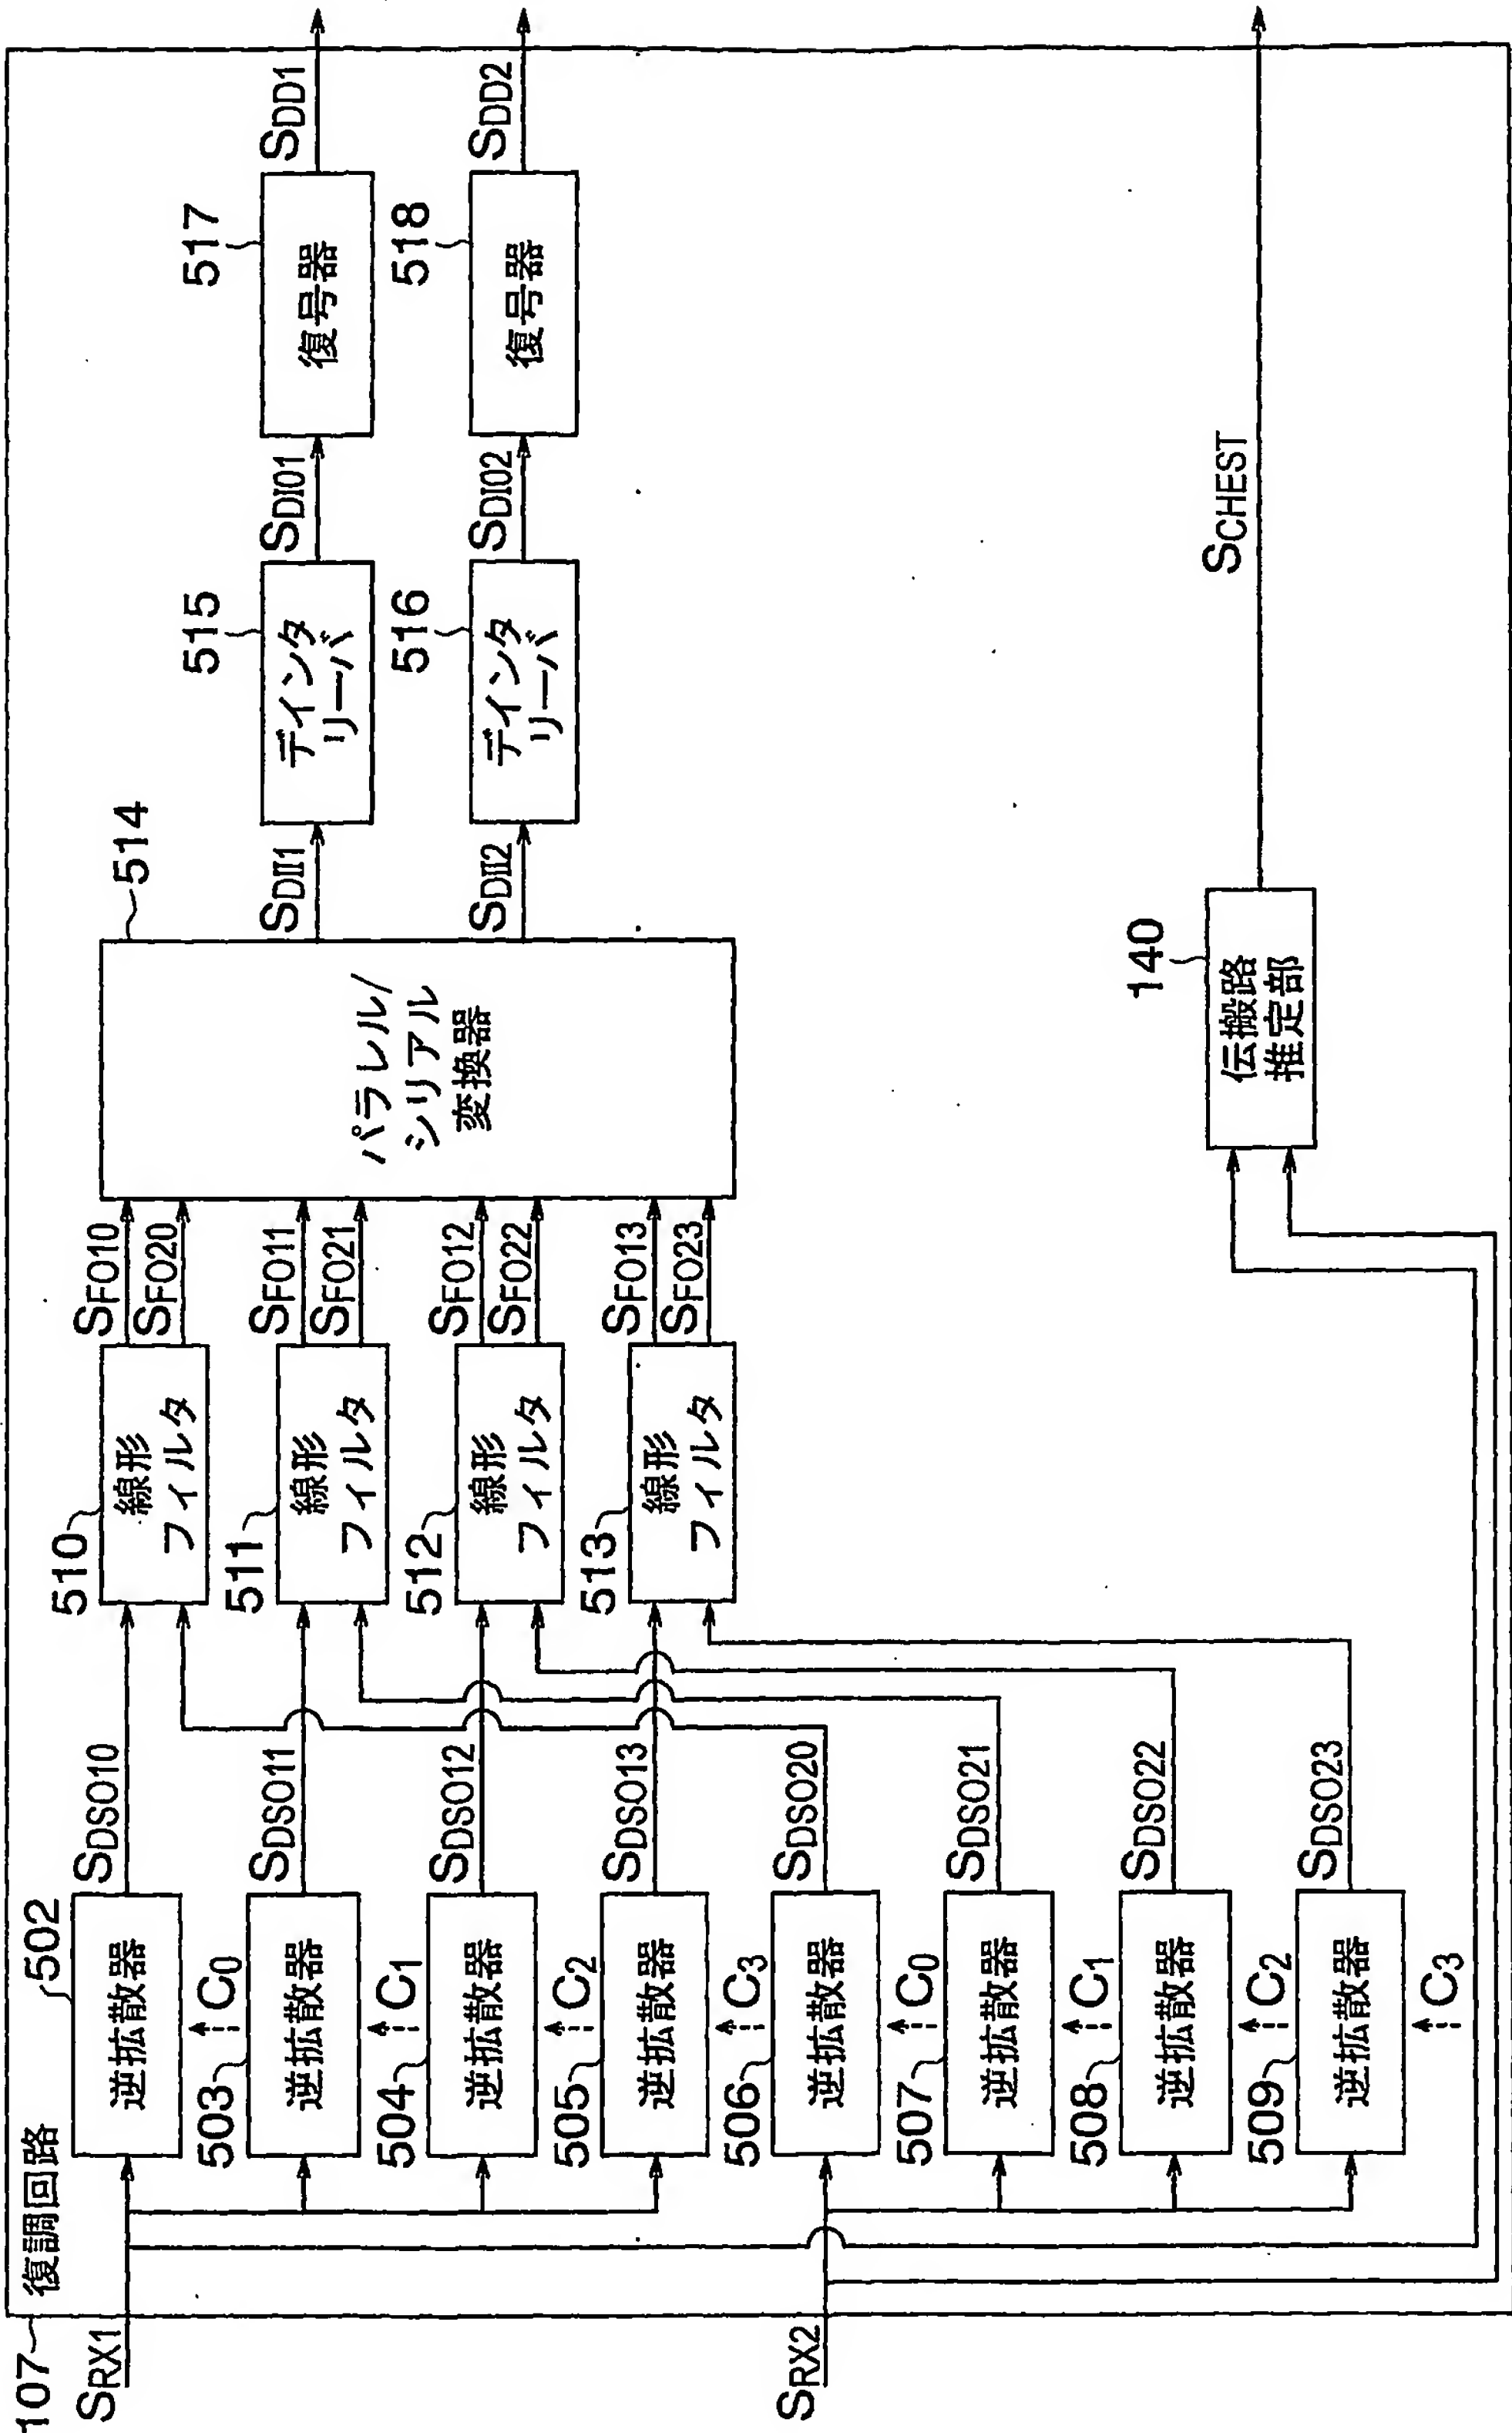 107 復調回路
SRX1
SRX2
502
逆拡散器
C0
SDSO10
503
逆拡散器
C1
SDSO11
504
逆拡散器
C2
SDSO12
505
逆拡散器
C3
SDSO13
506
逆拡散器
C0
SDSO20
507
逆拡散器
C1
SDSO21
508
逆拡散器
C2
SDSO22
509
逆拡散器
C3
SDSO23
510
線形
フィルタ
SFO10
SFO20
511
線形
フィルタ
SFO11
SFO21
512
線形
フィルタ
SFO12
SFO22
513
線形
フィルタ
SFO13
SFO23
514
パラレル/
シリアル
変換器
SDII1
SDII2
515
デインタ
リーバ
SDIO1
516
デインタ
リーバ
SDIO2
517
復号器
SDD1
518
復号器
SDD2
140
伝搬路
推定部
SCHEST